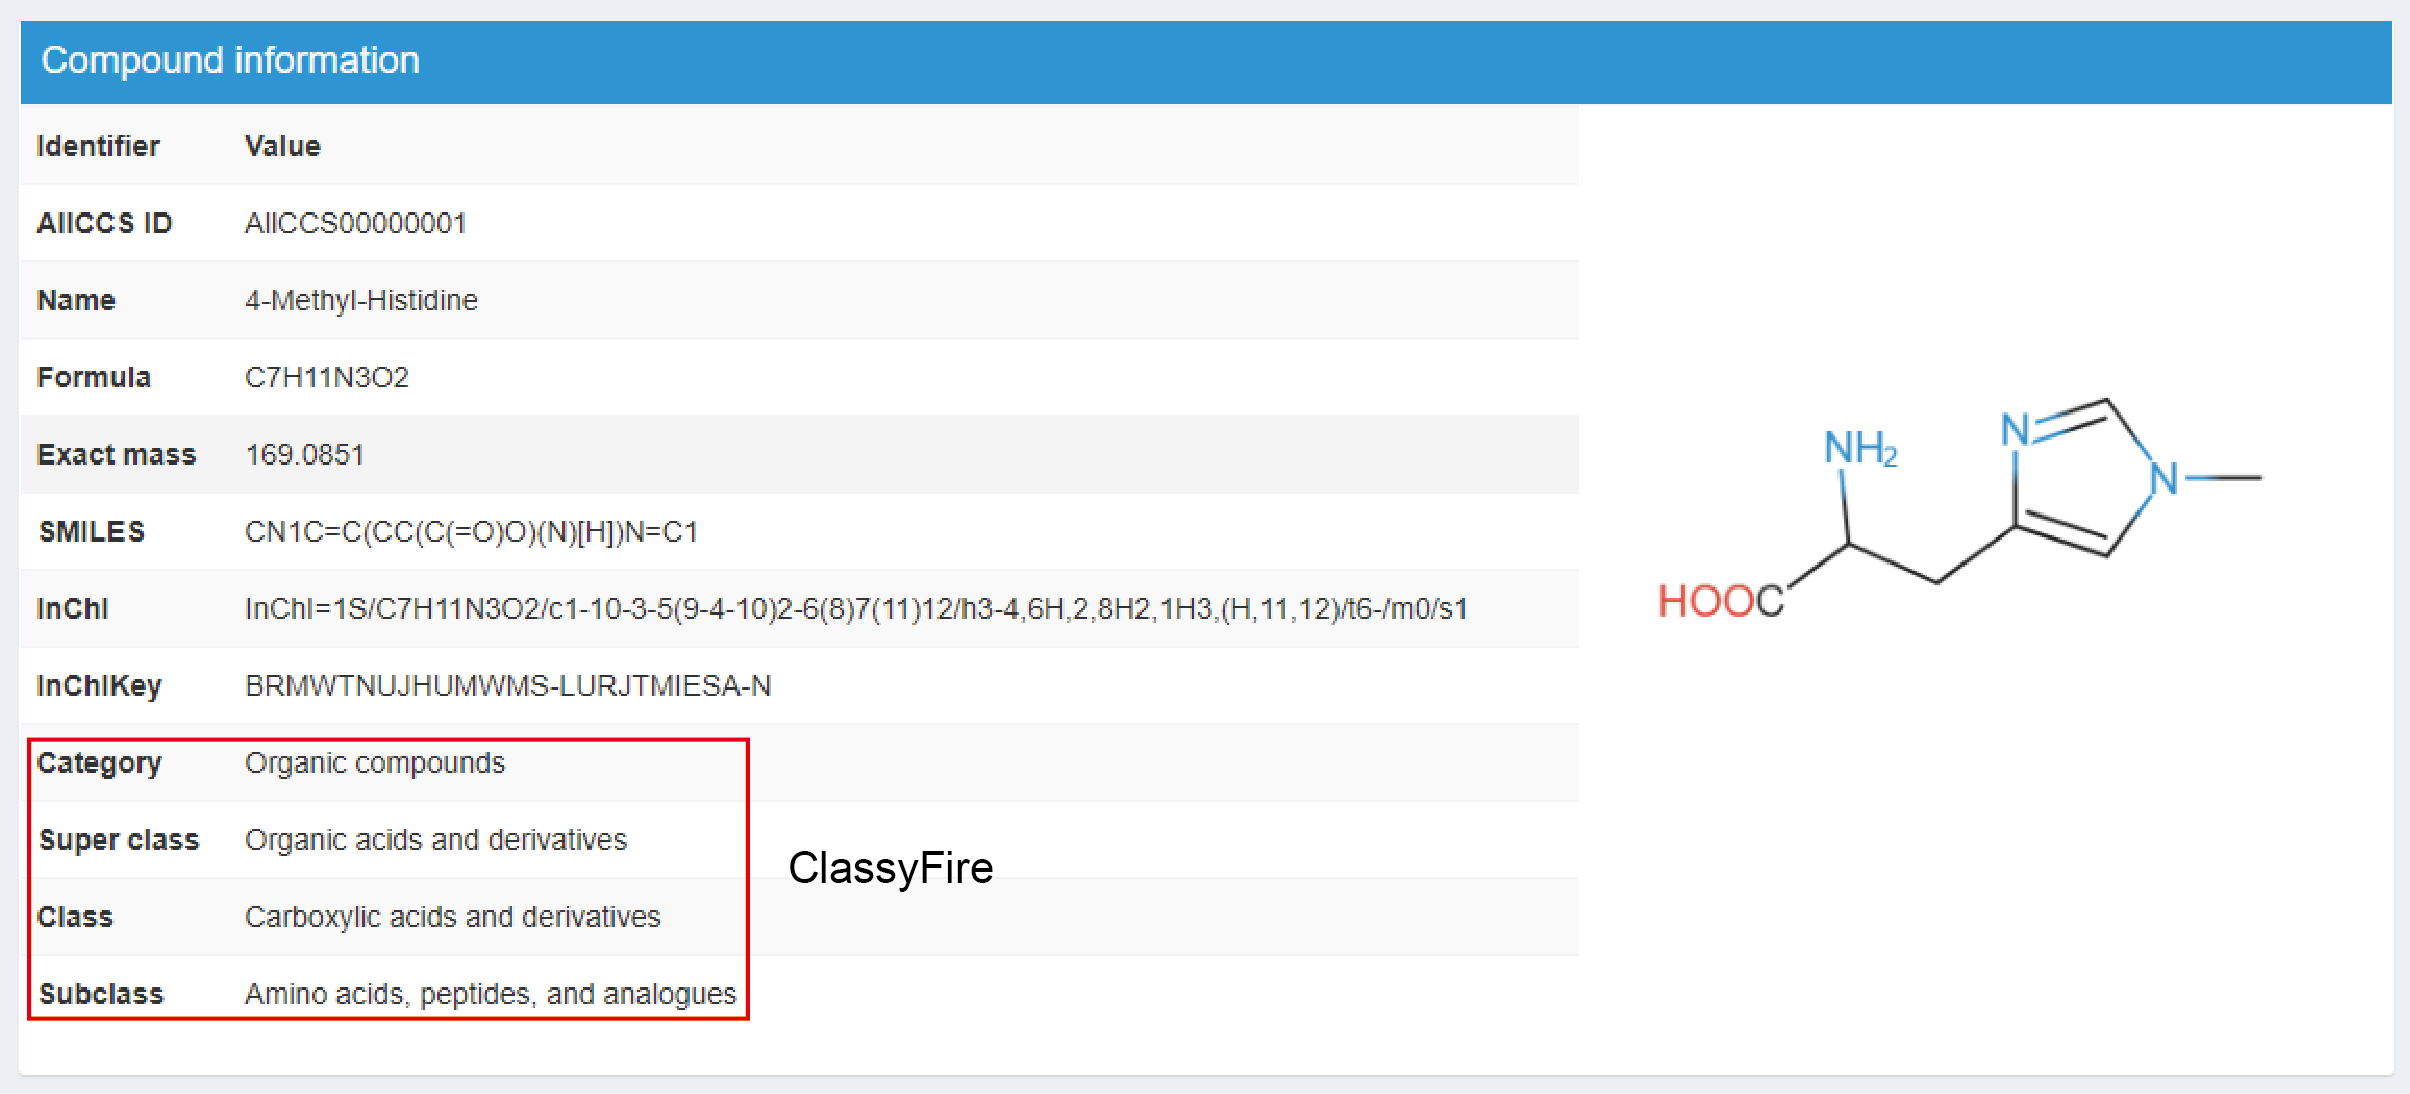 Compound information
Identifier Value
AllCCS ID AllCCS00000001
Name 4-Methyl-Histidine
Formula C7H11N3O2
Exact mass 169.0851
SMILES CN1C=C(CC(C(=O)O)(N)[H])N=C1
InChI InChI=1S/C7H11N3O2/c1-10-3-5(9-4-10)2-6(8)7(11)12/h3-4,6H,2,8H2,1H3,(H,11,12)/t6-/m0/s1
InChIKey BRMWTNUJHUMWMS-LURJTMIESA-N
Category Organic compounds
Super class Organic acids and derivatives
Class Carboxylic acids and derivatives
Subclass Amino acids, peptides, and analogues
ClassyFire
NH2
N
N
HOOC